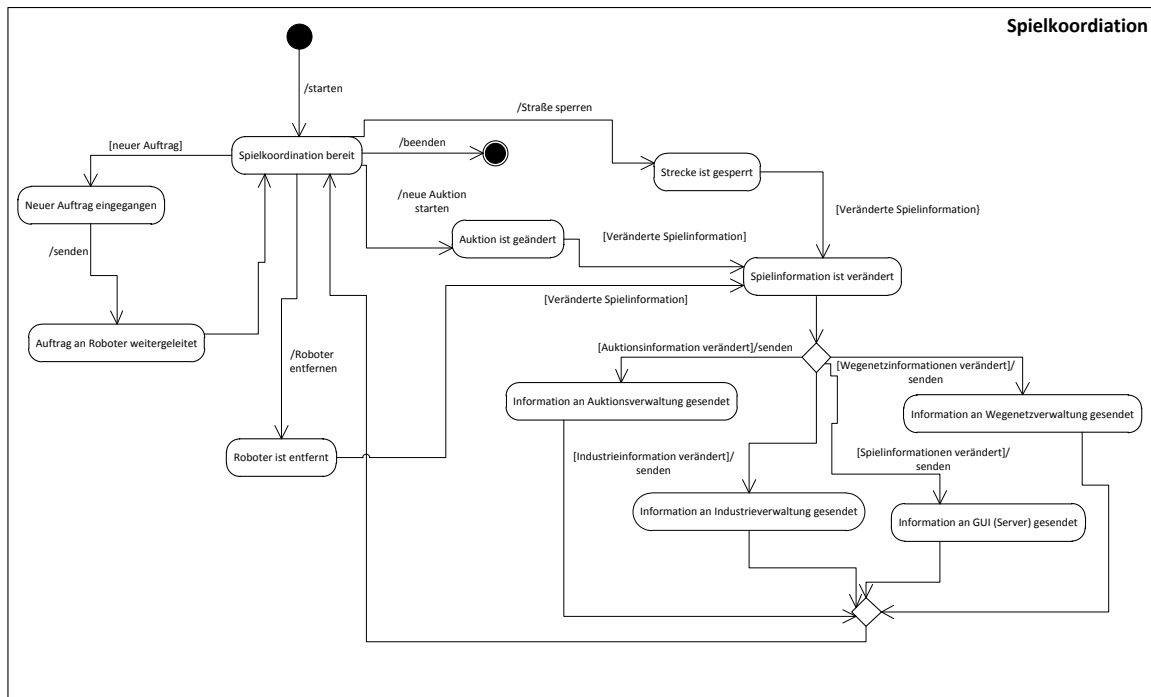 Spielkoordiation
/starten
/Straße sperren
[neuer Auftrag]
/beenden
Spielkoordination bereit
Strecke ist gesperrt
/neue Auktion
starten
Neuer Auftrag eingegangen
[Veränderte Spielinformation}
/senden
Auktion ist geändert
[Veränderte Spielinformation]
Spielinformation ist verändert
[Veränderte Spielinformation]
Auftrag an Roboter weitergeleitet
/Roboter
entfernen
[Auktionsinformation verändert]/senden
[Wegenetzinformationen verändert]/
senden
Information an Auktionsverwaltung gesendet
Information an Wegenetzverwaltung gesendet
Roboter ist entfernt
[Industrieinformation verändert]/
senden
[Spielinformationen verändert]/
senden
Information an Industrieverwaltung gesendet
Information an GUI (Server) gesendet